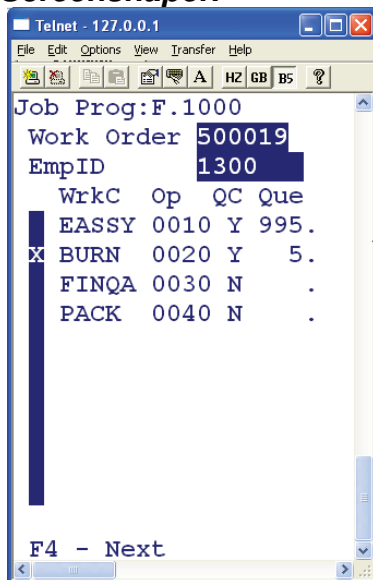 Telnet - 127.0.0.1
File Edit Options View Transfer Help
A HZ GB B5 ?
Job Prog:F.1000
Work Order 500019
EmpID 1300
WrkC Op QC Que
EASSY 0010 Y 995.
X BURN 0020 Y 5.
FINQA 0030 N .
PACK 0040 N .
F4 - Next